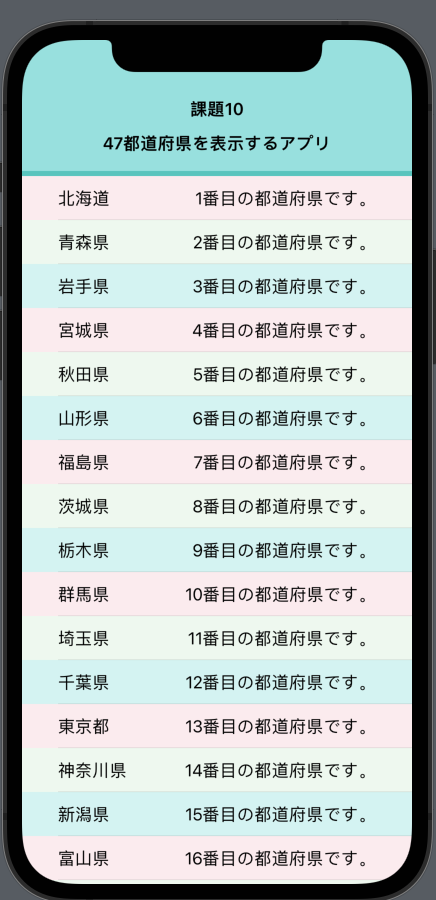 課題10
47都道府県を表示するアプリ
北海道 1番目の都道府県です。
青森県 2番目の都道府県です。
岩手県 3番目の都道府県です。
宮城県 4番目の都道府県です。
秋田県 5番目の都道府県です。
山形県 6番目の都道府県です。
福島県 7番目の都道府県です。
茨城県 8番目の都道府県です。
栃木県 9番目の都道府県です。
群馬県 10番目の都道府県です。
埼玉県 11番目の都道府県です。
千葉県 12番目の都道府県です。
東京都 13番目の都道府県です。
神奈川県 14番目の都道府県です。
新潟県 15番目の都道府県です。
富山県 16番目の都道府県です。